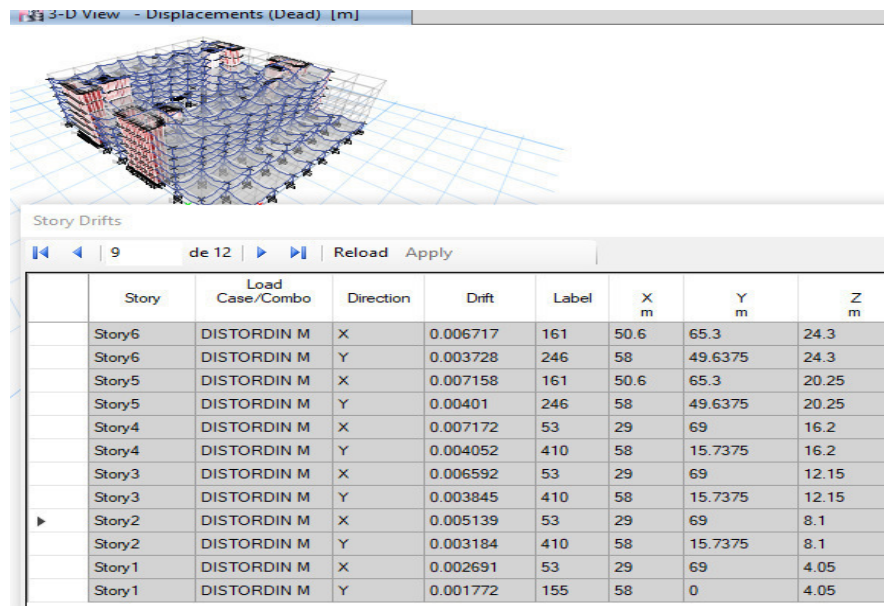 3-D View - Displacements (Dead) [m]
Story Drifts
9 de 12 Reload Apply
Story Load Case/Combo Direction Drift Label X m Y m Z m
Story6 DISTORDIN M X 0.006717 161 50.6 65.3 24.3
Story6 DISTORDIN M Y 0.003728 246 58 49.6375 24.3
Story5 DISTORDIN M X 0.007158 161 50.6 65.3 20.25
Story5 DISTORDIN M Y 0.00401 246 58 49.6375 20.25
Story4 DISTORDIN M X 0.007172 53 29 69 16.2
Story4 DISTORDIN M Y 0.004052 410 58 15.7375 16.2
Story3 DISTORDIN M X 0.006592 53 29 69 12.15
Story3 DISTORDIN M Y 0.003845 410 58 15.7375 12.15
Story2 DISTORDIN M X 0.005139 53 29 69 8.1
Story2 DISTORDIN M Y 0.003184 410 58 15.7375 8.1
Story1 DISTORDIN M X 0.002691 53 29 69 4.05
Story1 DISTORDIN M Y 0.001772 155 58 0 4.05